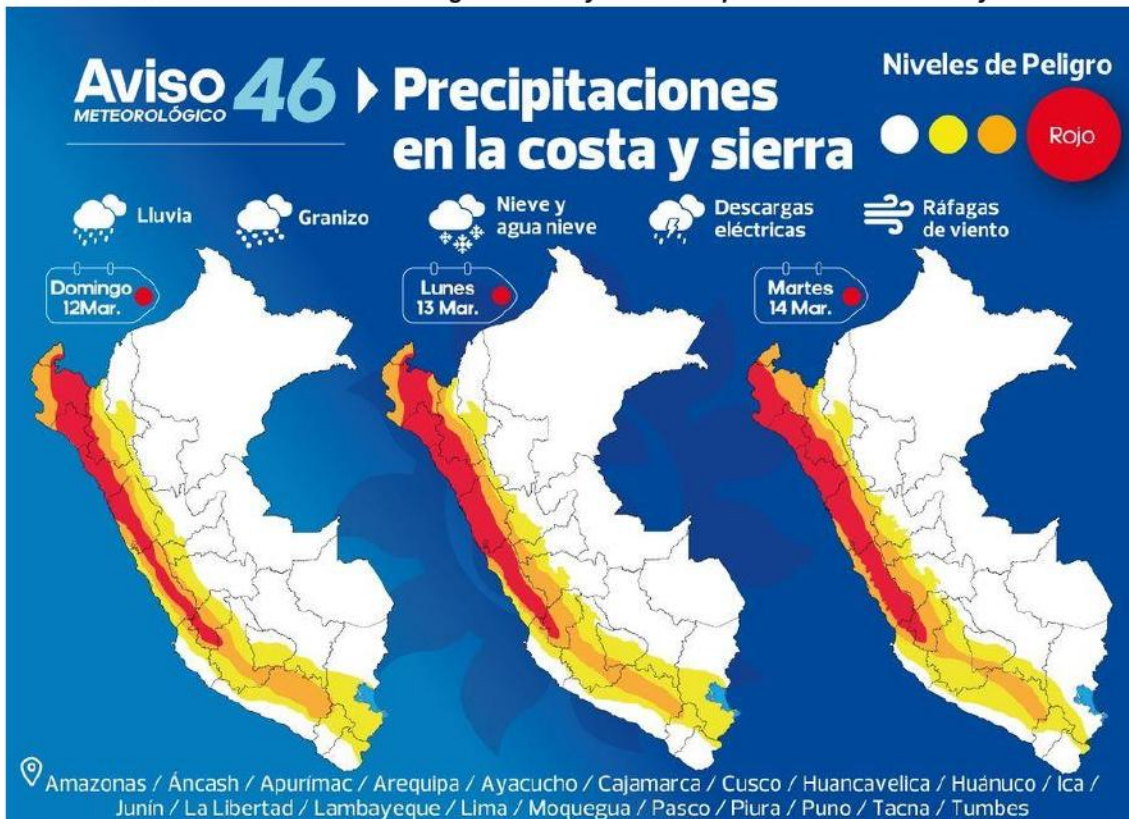 Aviso 46
METEOROLÓGICO
Precipitaciones
en la costa y sierra
Niveles de Peligro
Rojo
Lluvia
Granizo
Nieve y
agua nieve
Descargas
eléctricas
Ráfagas
de viento
Domingo
12Mar.
Lunes
13 Mar.
Martes
14 Mar.
Amazonas / Áncash / Apurímac / Arequipa / Ayacucho / Cajamarca / Cusco / Huancavelica / Huánuco / Ica /
Junín / La Libertad / Lambayeque / Lima / Moquegua / Pasco / Piura / Puno / Tacna / Tumbes